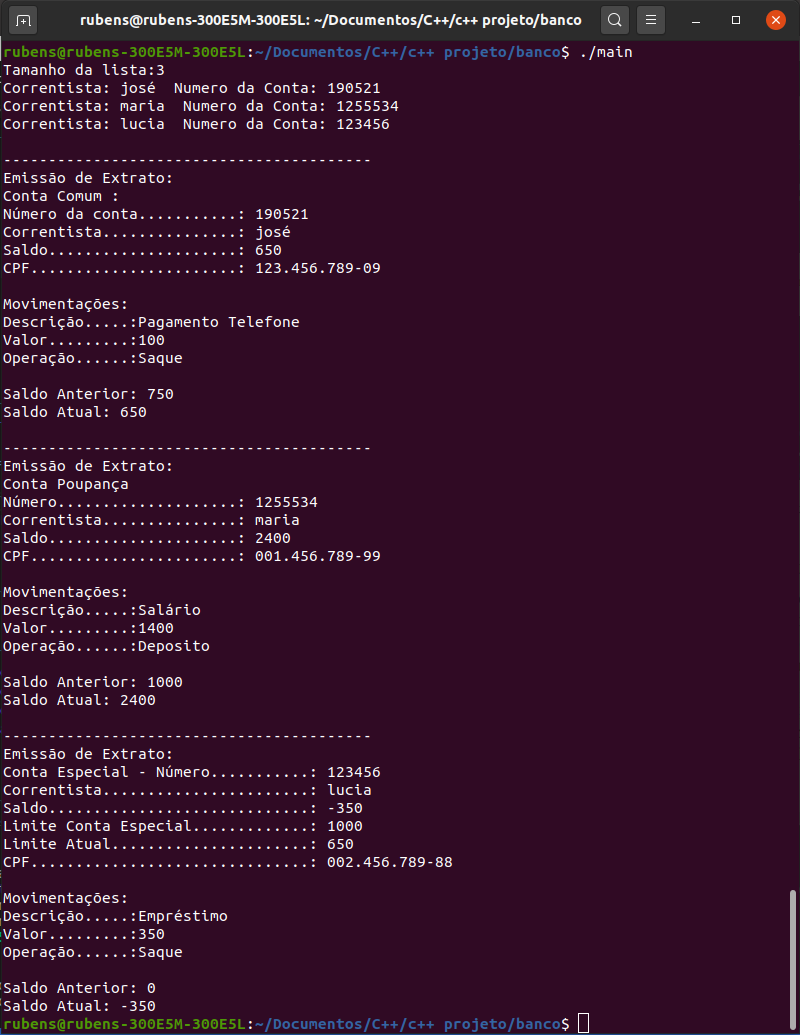 rubens@rubens-300E5M-300E5L: ~/Documentos/C++/c++ projeto/banco
rubens@rubens-300E5M-300E5L:~/Documentos/C++/c++ projeto/banco$ ./main
Tamanho da lista:3
Correntista: josé  Numero da Conta: 190521
Correntista: maria  Numero da Conta: 1255534
Correntista: lucia  Numero da Conta: 123456
-----------------------------------------
Emissão de Extrato:
Conta Comum :
Número da conta...........: 190521
Correntista...............: josé
Saldo.....................: 650
CPF.......................: 123.456.789-09
Movimentações:
Descrição.....:Pagamento Telefone
Valor.........:100
Operação......:Saque
Saldo Anterior: 750
Saldo Atual: 650
-----------------------------------------
Emissão de Extrato:
Conta Poupança
Número....................: 1255534
Correntista...............: maria
Saldo.....................: 2400
CPF.......................: 001.456.789-99
Movimentações:
Descrição.....:Salário
Valor.........:1400
Operação......:Deposito
Saldo Anterior: 1000
Saldo Atual: 2400
-----------------------------------------
Emissão de Extrato:
Conta Especial - Número...........: 123456
Correntista.......................: lucia
Saldo.............................: -350
Limite Conta Especial.............: 1000
Limite Atual......................: 650
CPF...............................: 002.456.789-88
Movimentações:
Descrição.....:Empréstimo
Valor.........:350
Operação......:Saque
Saldo Anterior: 0
Saldo Atual: -350
rubens@rubens-300E5M-300E5L:~/Documentos/C++/c++ projeto/banco$